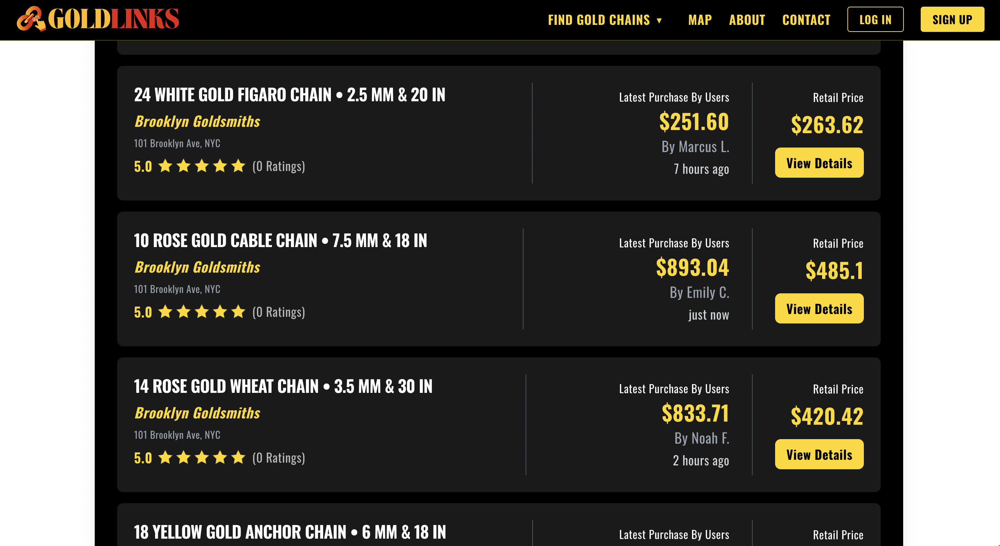 GOLDLINKS
FIND GOLD CHAINS ▼ MAP ABOUT CONTACT LOG IN SIGN UP
24 WHITE GOLD FIGARO CHAIN • 2.5 MM & 20 IN
Brooklyn Goldsmiths
101 Brooklyn Ave, NYC
5.0 ★★★★★ (0 Ratings)
Latest Purchase By Users
$251.60
By Marcus L.
7 hours ago
Retail Price
$263.62
View Details
10 ROSE GOLD CABLE CHAIN • 7.5 MM & 18 IN
Brooklyn Goldsmiths
101 Brooklyn Ave, NYC
5.0 ★★★★★ (0 Ratings)
Latest Purchase By Users
$893.04
By Emily C.
just now
Retail Price
$485.1
View Details
14 ROSE GOLD WHEAT CHAIN • 3.5 MM & 30 IN
Brooklyn Goldsmiths
101 Brooklyn Ave, NYC
5.0 ★★★★★ (0 Ratings)
Latest Purchase By Users
$833.71
By Noah F.
2 hours ago
Retail Price
$420.42
View Details
18 YELLOW GOLD ANCHOR CHAIN • 6 MM & 18 IN
Latest Purchase By Users
Retail Price